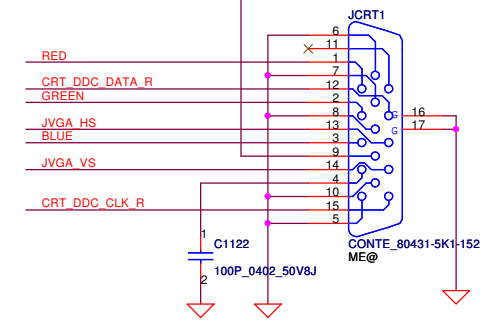 JCRT1
6
11
RED
1
7
CRT_DDC_DATA_R
12
GREEN
2
8
G
16
JVGA_HS
13
G
17
BLUE
3
9
JVGA_VS
14
4
10
CRT_DDC_CLK_R
15
5
1
C1122
CONTE_80431-5K1-152
ME@
100P_0402_50V8J
2